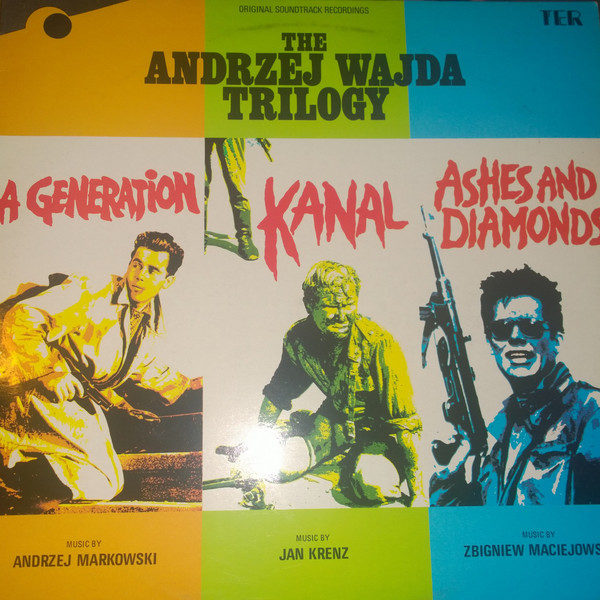 ORIGINAL SOUNDTRACK RECORDINGS
TER
THE
ANDRZEJ WAJDA
TRILOGY
A GENERATION
KANAL
ASHES AND
DIAMONDS
MUSIC BY
ANDRZEJ MARKOWSKI
MUSIC BY
JAN KRENZ
MUSIC BY
ZBIGNIEW MACIEJOWS